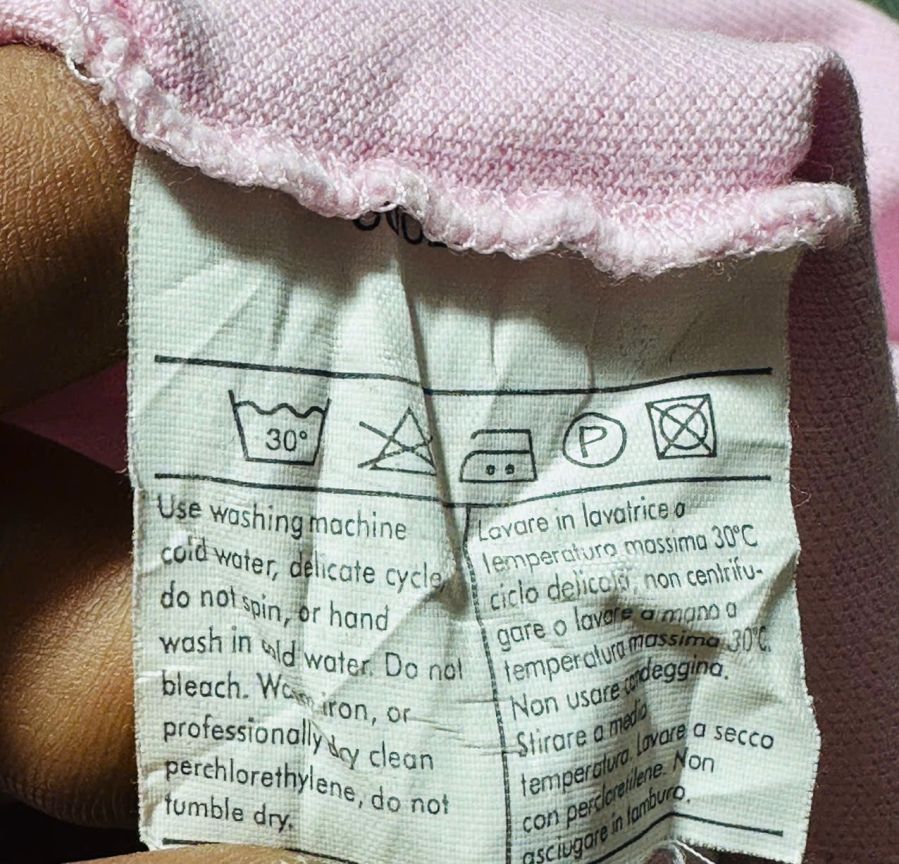 30°
P
Use washing machine
cold water, delicate cycle,
do not spin, or hand
wash in cold water. Do not
bleach. Warm iron, or
professionally dry clean
perchlorethylene, do not
tumble dry.
Lavare in lavatrice a
temperatura massima 30°C
ciclo delicato, non centrifu-
gare o lavare a mano a
temperatura massima 30°C.
Non usare candeggina.
Stirare a media
temperatura. Lavare a secco
con percloretilene. Non
asciugare in tamburo.